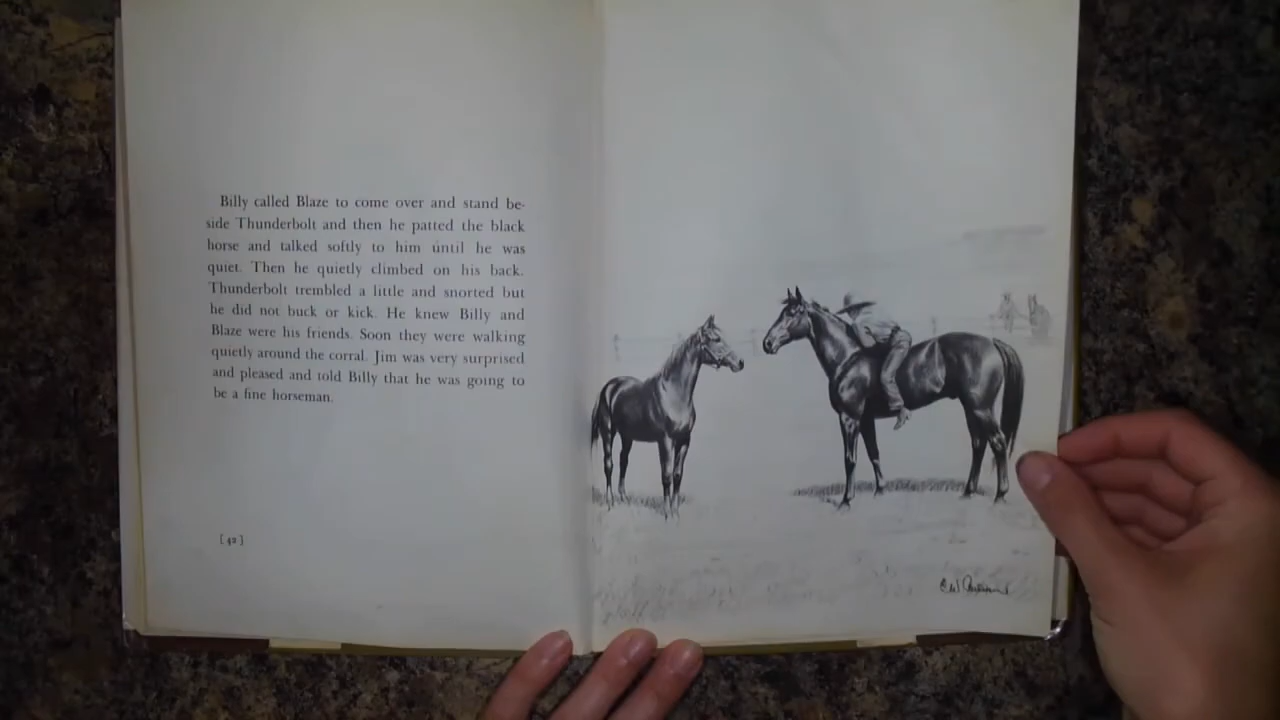 Billy called Blaze to come over and stand be-
side Thunderbolt and then he patted the black
horse and talked softly to him until he was
quiet. Then he quietly climbed on his back.
Thunderbolt trembled a little and snorted but
he did not buck or kick. He knew Billy and
Blaze were his friends. Soon they were walking
quietly around the corral. Jim was very surprised
and pleased and told Billy that he was going to
be a fine horseman.
[ 42 ]